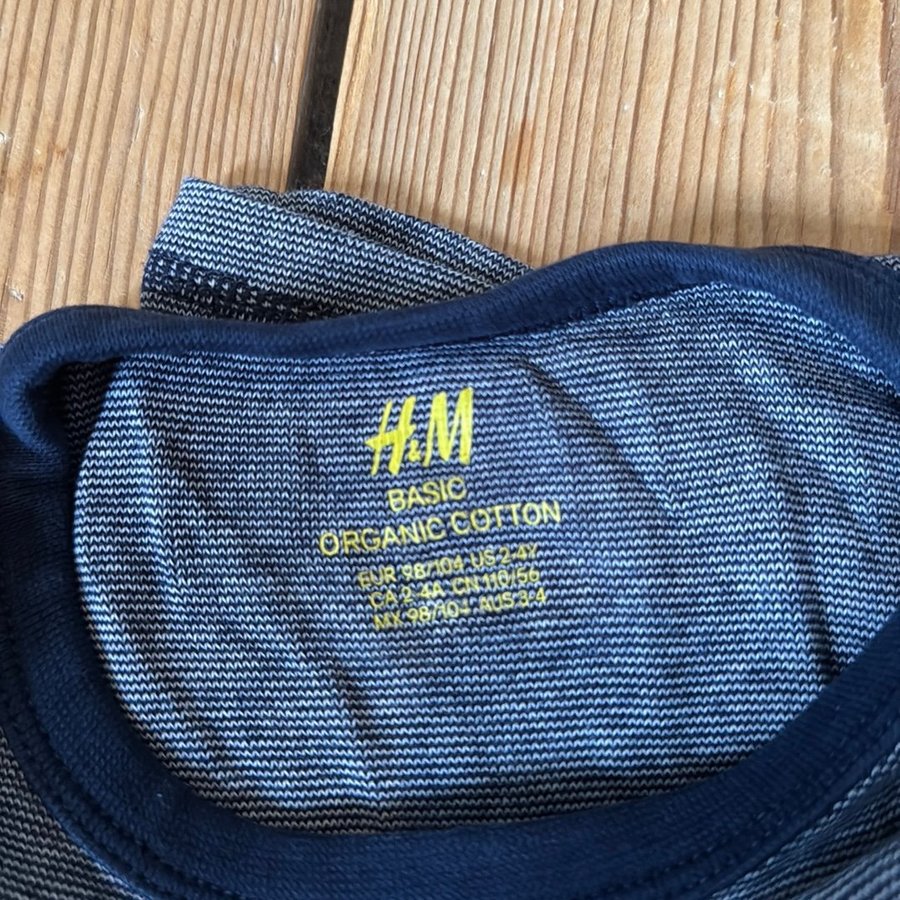 H&M
BASIC
ORGANIC COTTON
EUR 98/104 US 2-4Y
CA 2-4A CN 110/56
MX 98/104 AUS 3-4